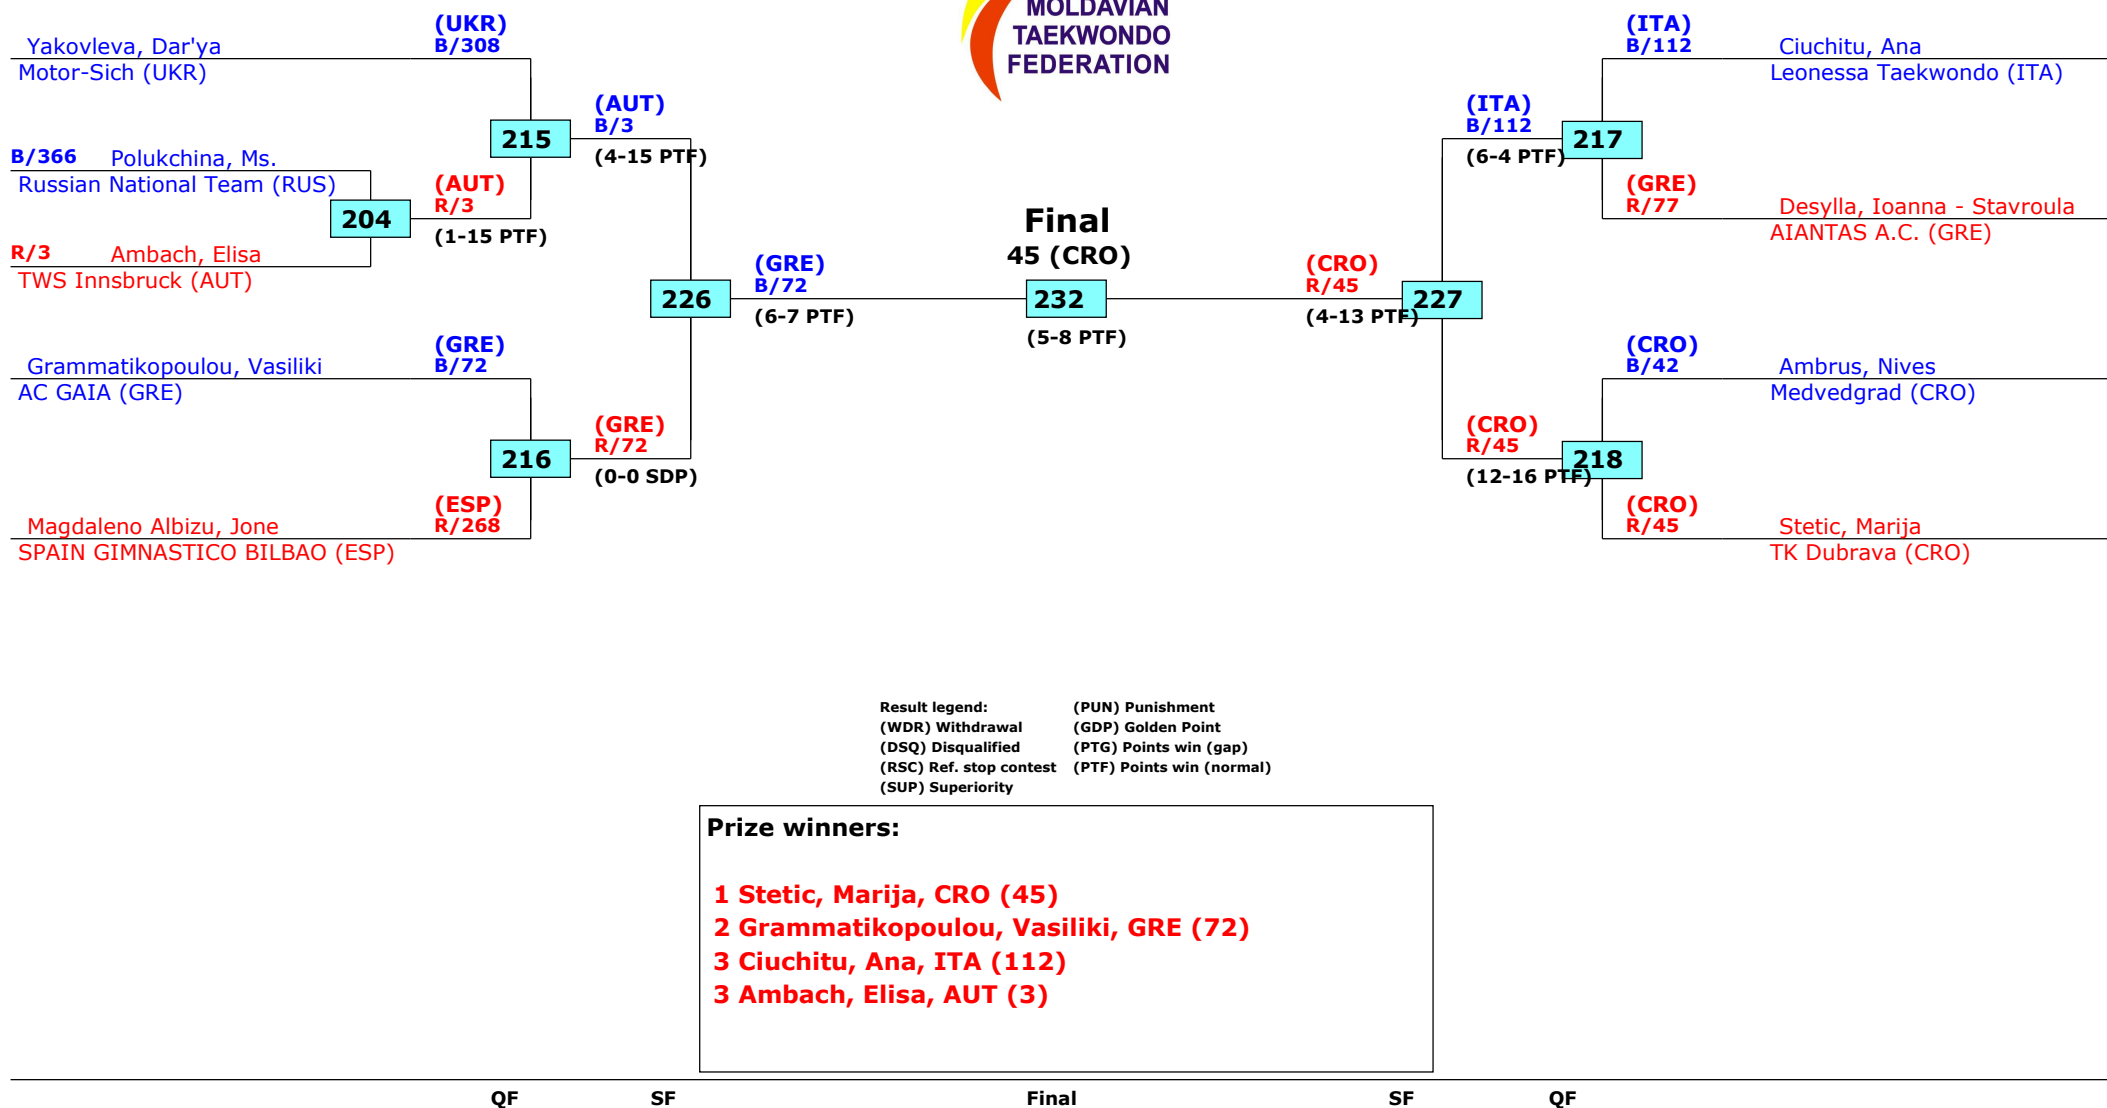 MOLDAVIAN
TAEKWONDO
FEDERATION
(UKR)
B/308
Yakovleva, Dar'ya
Motor-Sich (UKR)
(AUT)
B/3
215
(4-15 PTF)
B/366 Polukchina, Ms.
Russian National Team (RUS)
(AUT)
R/3
204
(1-15 PTF)
R/3 Ambach, Elisa
TWS Innsbruck (AUT)
(GRE)
B/72
226
(6-7 PTF)
(GRE)
B/72
Grammatikopoulou, Vasiliki
AC GAIA (GRE)
(GRE)
R/72
216
(0-0 SDP)
(ESP)
R/268
Magdaleno Albizu, Jone
SPAIN GIMNASTICO BILBAO (ESP)
Final
45 (CRO)
232
(5-8 PTF)
(ITA)
B/112
Ciuchitu, Ana
Leonessa Taekwondo (ITA)
(ITA)
B/112
217
(6-4 PTF)
(GRE)
R/77
Desylla, Ioanna - Stavroula
AIANTAS A.C. (GRE)
(CRO)
R/45
227
(4-13 PTF)
(CRO)
B/42
Ambrus, Nives
Medvedgrad (CRO)
(CRO)
R/45
218
(12-16 PTF)
(CRO)
R/45
Stetic, Marija
TK Dubrava (CRO)
Result legend: (PUN) Punishment
(WDR) Withdrawal (GDP) Golden Point
(DSQ) Disqualified (PTG) Points win (gap)
(RSC) Ref. stop contest (PTF) Points win (normal)
(SUP) Superiority
Prize winners:
1 Stetic, Marija, CRO (45)
2 Grammatikopoulou, Vasiliki, GRE (72)
3 Ciuchitu, Ana, ITA (112)
3 Ambach, Elisa, AUT (3)
QF SF Final SF QF